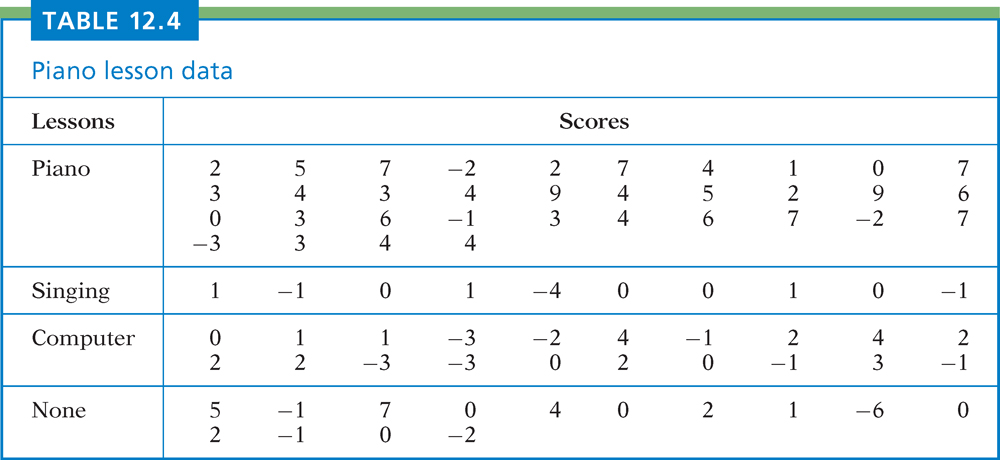 TABLE 12.4
Piano lesson data
Lessons Scores
Piano 2 5 7 −2 2 7 4 1 0 7
3 4 3 4 9 4 5 2 9 6
0 3 6 −1 3 4 6 7 −2 7
−3 3 4 4
Singing 1 −1 0 1 −4 0 0 1 0 −1
Computer 0 1 1 −3 −2 4 −1 2 4 2
2 2 −3 −3 0 2 0 −1 3 −1
None 5 −1 7 0 4 0 2 1 −6 0
2 −1 0 −2